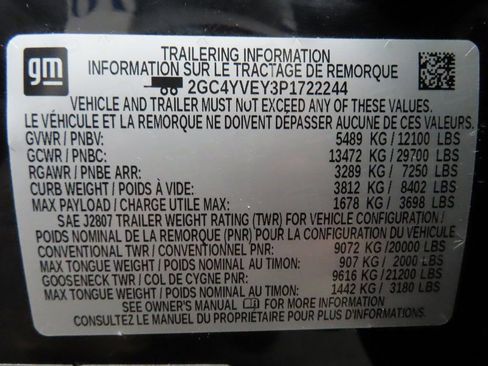 gm
TRAILERING INFORMATION
INFORMATION SUR LE TRACTAGE DE REMORQUE
2GC4YVEY3P1722244
VEHICLE AND TRAILER MUST NOT EXCEED ANY OF THESE VALUES
LE VÉHICULE ET LA REMORQUE NE DOIVENT DÉPASSER AUCUNE DE CES VALEURS
GVWR / PNBV: 5489 KG / 12100 LBS
GCWR / PNBC: 13472 KG / 29700 LBS
RGAWR / PNBE ARR: 3289 KG / 7250 LBS
CURB WEIGHT / POIDS À VIDE: 3812 KG / 8402 LBS
MAX PAYLOAD / CHARGE UTILE MAX: 1678 KG / 3698 LBS
SAE J2807 TRAILER WEIGHT RATING (TWR) FOR VEHICLE CONFIGURATION /
POIDS NOMINAL DE LA REMORQUE (PNR) POUR LA CONFIGURATION DU VÉHICULE
CONVENTIONAL TWR / CONVENTIONNEL PNR: 9072 KG /20000 LBS
MAX TONGUE WEIGHT / POIDS MAXIMAL AU TIMON: 907 KG / 2000 LBS
GOOSENECK TWR / COL DE CYGNE PNR: 9616 KG /21200 LBS
MAX TONGUE WEIGHT / POIDS MAXIMAL AU TIMON: 1442 KG / 3180 LBS
SEE OWNER'S MANUAL FOR MORE INFORMATION
CONSULTEZ LE MANUEL DU PROPRIÉTAIRE POUR PLUS D'INFORMATION